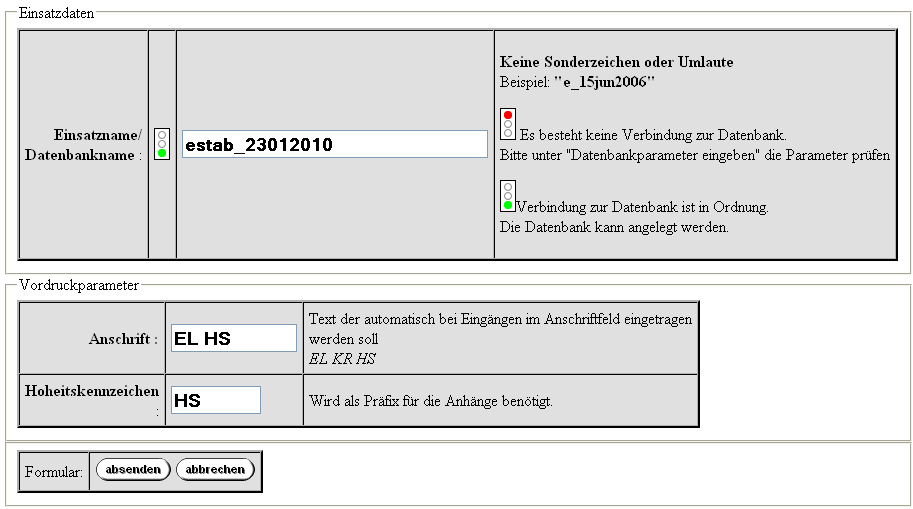 Einsatzdaten
Keine Sonderzeichen oder Umlaute
Beispiel: "e_15jun2006"
Einsatzname/
Datenbankname :
estab_23012010
Es besteht keine Verbindung zur Datenbank.
Bitte unter "Datenbankparameter eingeben" die Parameter prüfen
Verbindung zur Datenbank ist in Ordnung.
Die Datenbank kann angelegt werden.
Vordruckparameter
Anschrift :
EL HS
Text der automatisch bei Eingängen im Anschriftfeld eingetragen
werden soll
EL KR HS
Hoheitskennzeichen
:
HS
Wird als Präfix für die Anhänge benötigt.
Formular: absenden abbrechen